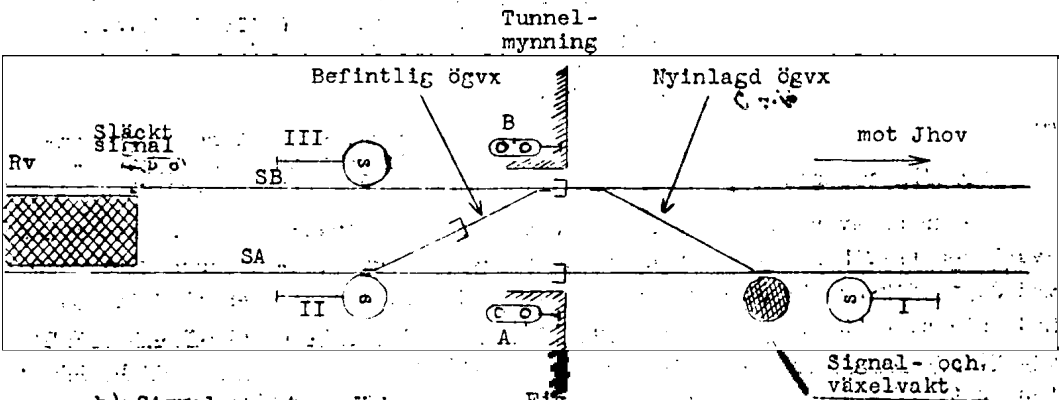 Tunnel-
mynning
Befintlig ögvx
Nyinlagd ögvx
B
mot Jhov
Släckt
signal
III
S
Rv
SB
SA
S
II
A
S
I
Signal- och
växelvakt.